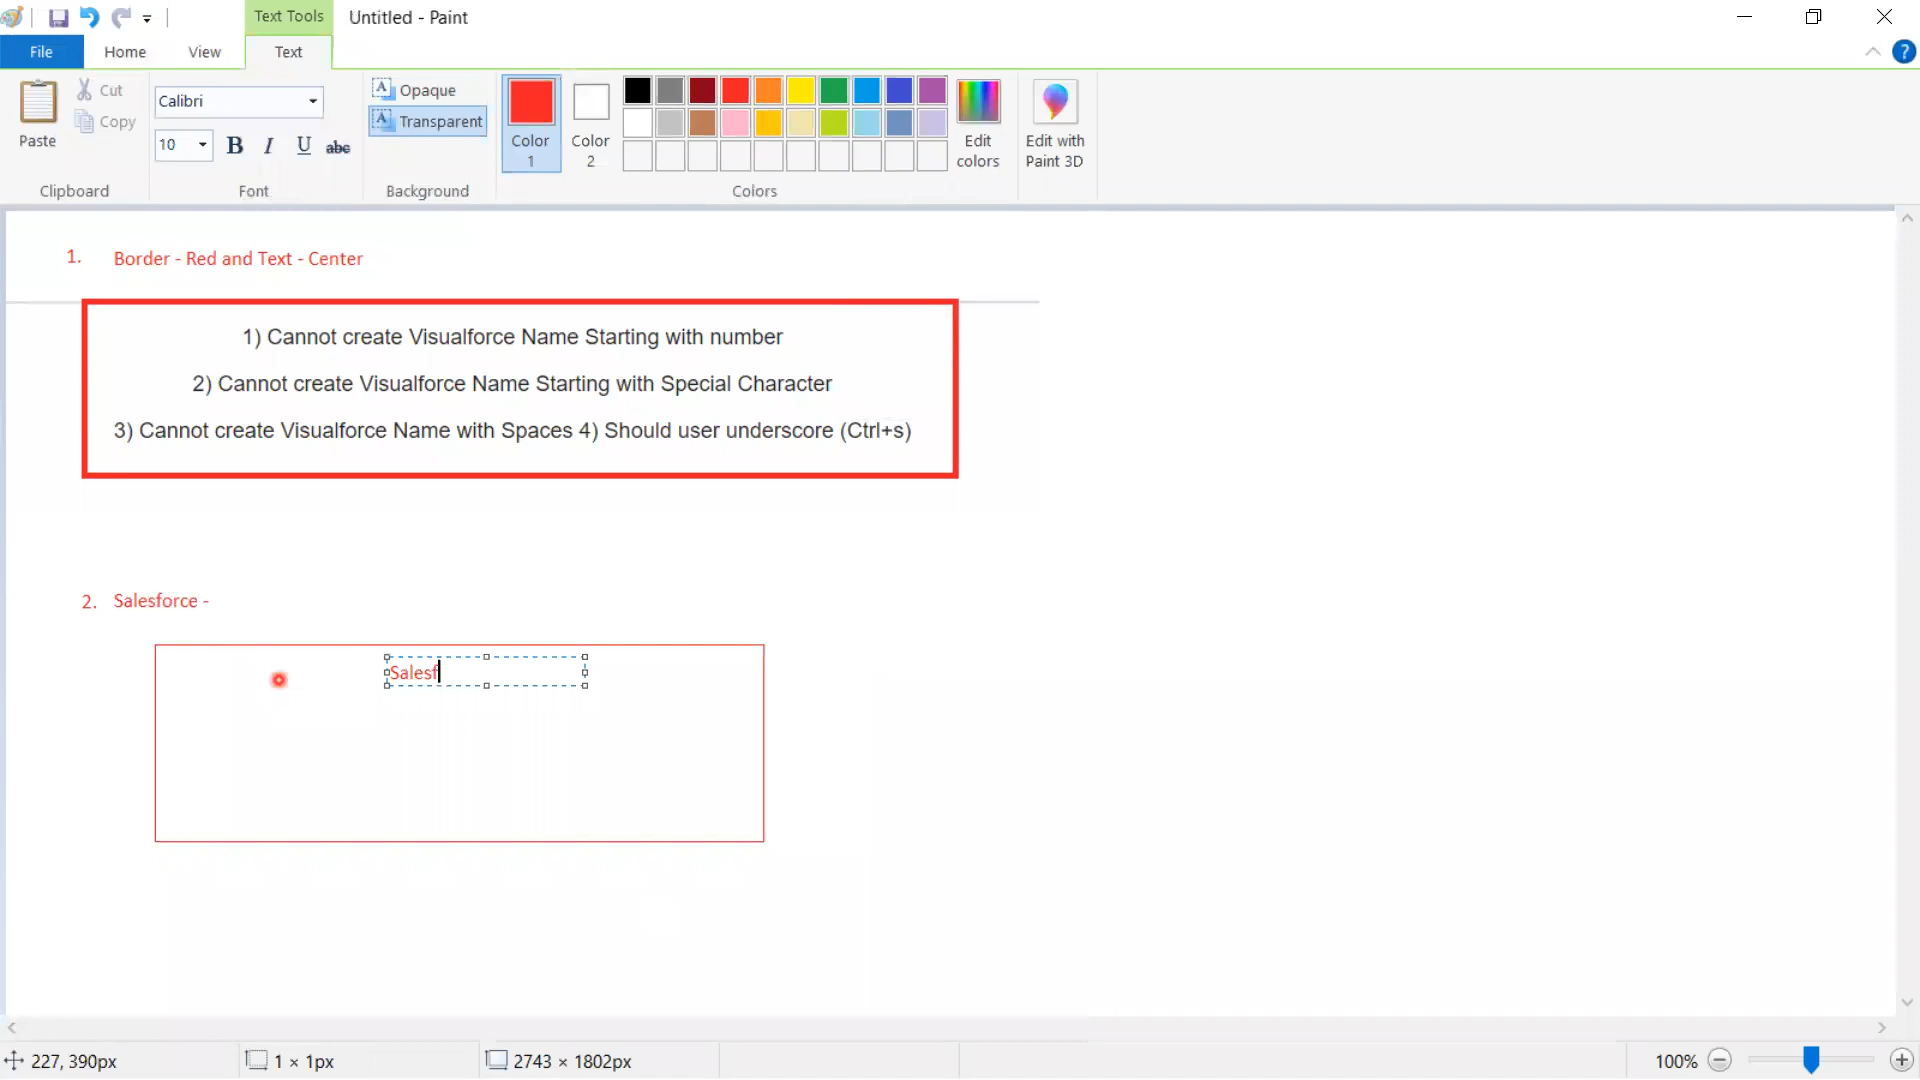 Text Tools
Untitled - Paint
File
Home
View
Text
Paste
Cut
Copy
Clipboard
Calibri
10
B I U abc
Font
Opaque
Transparent
Background
Color 1
Color 2
Edit colors
Colors
Edit with Paint 3D
1. Border - Red and Text - Center
1) Cannot create Visualforce Name Starting with number
2) Cannot create Visualforce Name Starting with Special Character
3) Cannot create Visualforce Name with Spaces 4) Should user underscore (Ctrl+s)
2. Salesforce -
Salesf
227, 390px
1 × 1px
2743 × 1802px
100%